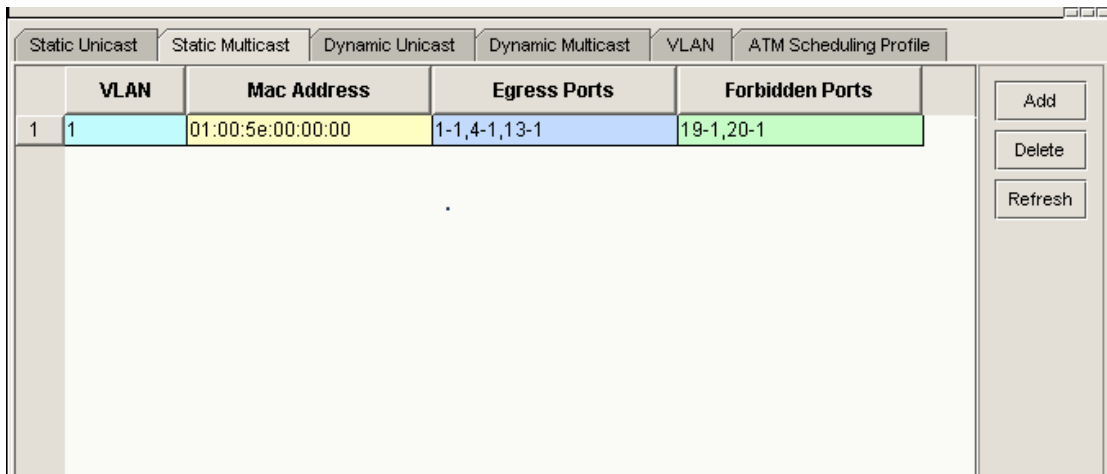 Static Unicast Static Multicast Dynamic Unicast Dynamic Multicast VLAN ATM Scheduling Profile
VLAN Mac Address Egress Ports Forbidden Ports
1 1 01:00:5e:00:00:00 1-1,4-1,13-1 19-1,20-1
Add
Delete
Refresh